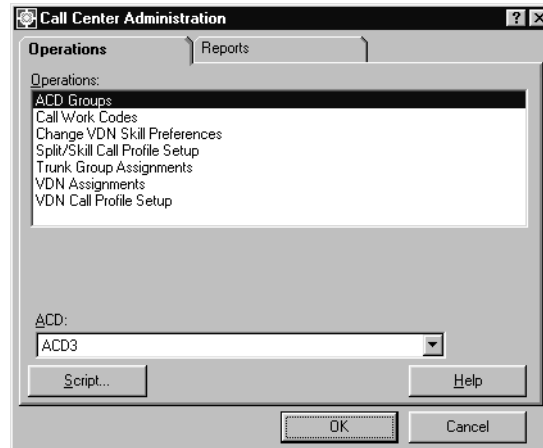 Call Center Administration
Operations
Reports
Operations:
ACD Groups
Call Work Codes
Change VDN Skill Preferences
Split/Skill Call Profile Setup
Trunk Group Assignments
VDN Assignments
VDN Call Profile Setup
ACD:
ACD3
Script...
Help
OK
Cancel